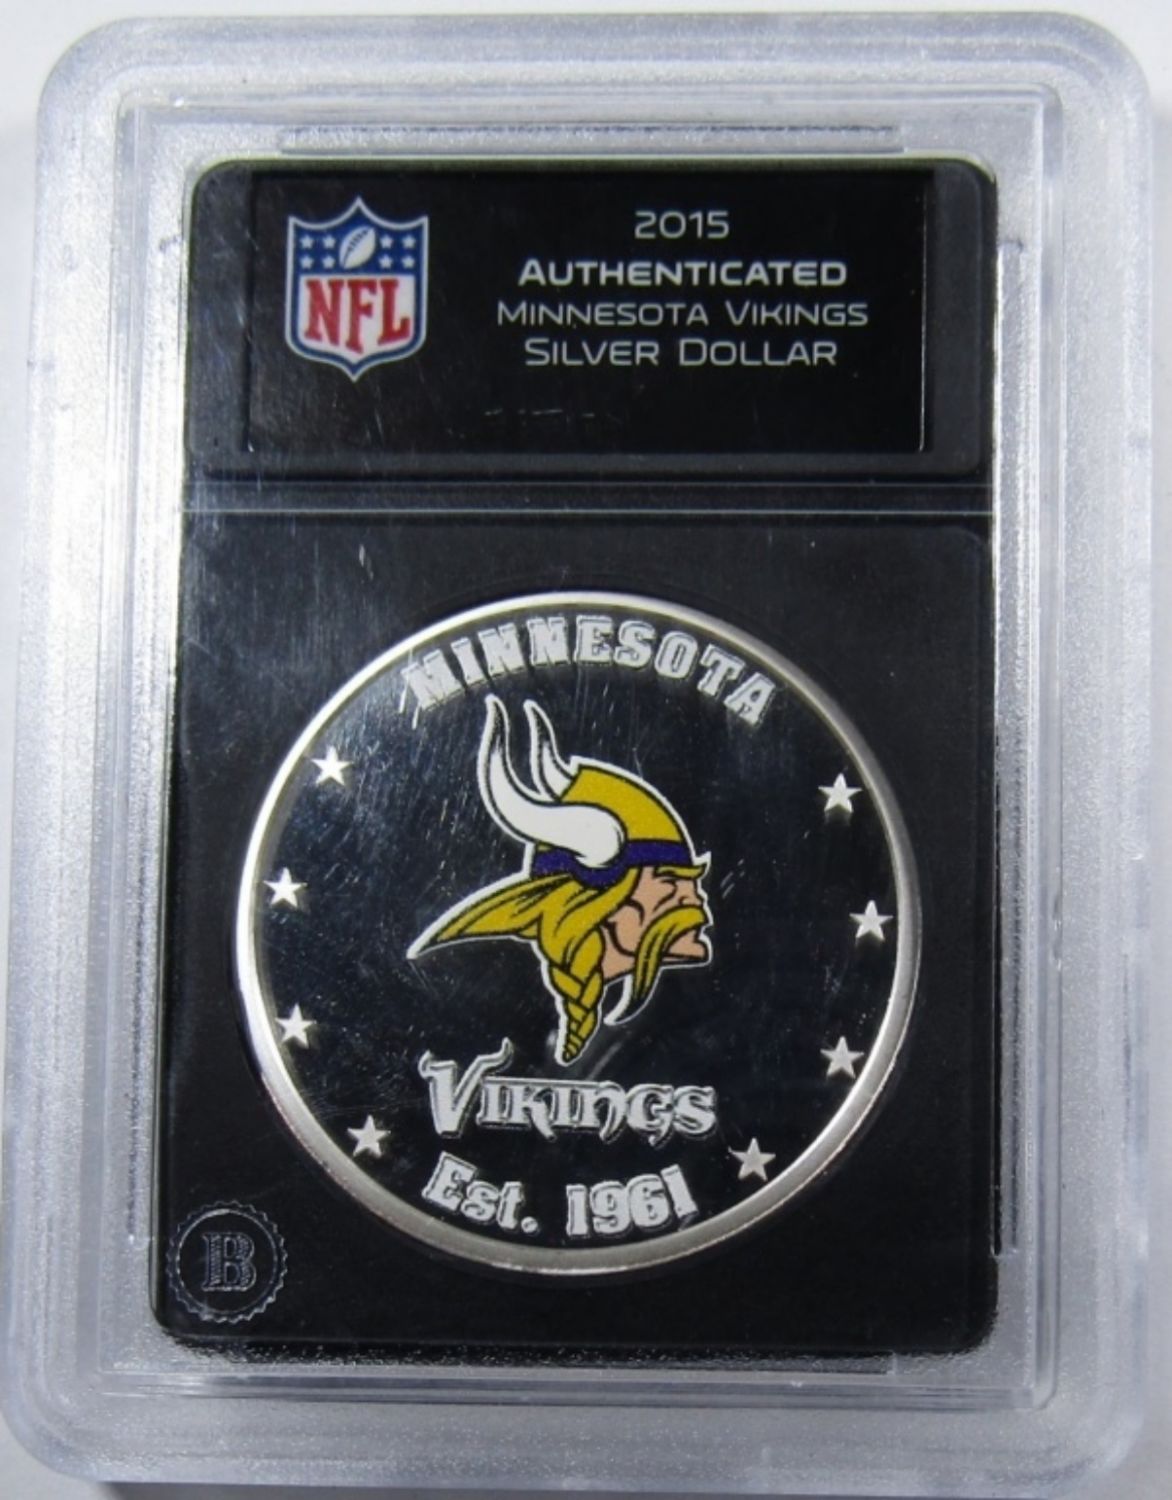 NFL
2015
AUTHENTICATED
MINNESOTA VIKINGS
SILVER DOLLAR
MINNESOTA
VIKINGS
EST. 1961
B